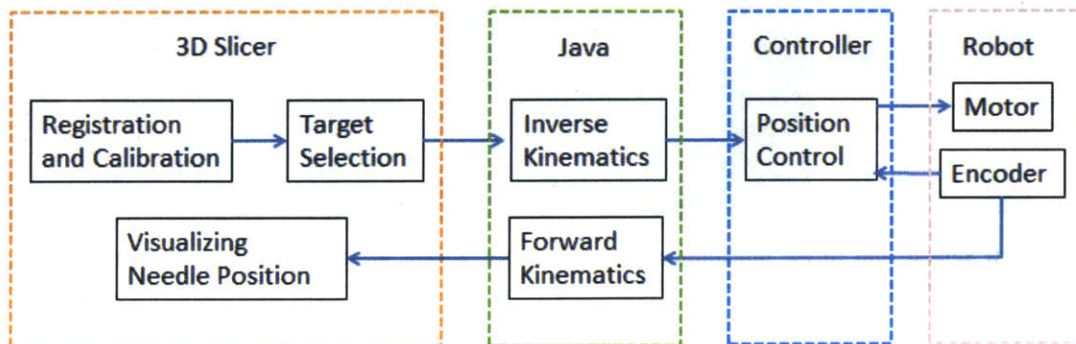 3D Slicer
Java
Controller
Robot
Registration
and Calibration
Target
Selection
Inverse
Kinematics
Position
Control
Motor
Encoder
Visualizing
Needle Position
Forward
Kinematics